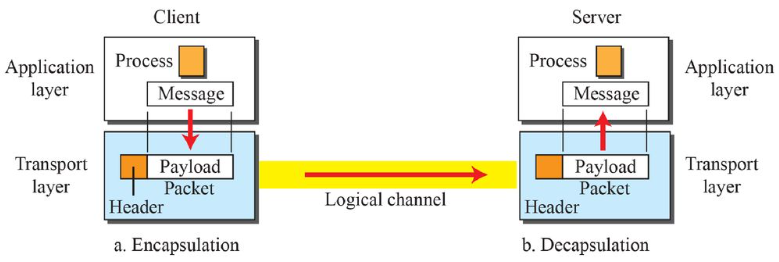 Client
Server
Application
layer
Process
Message
Process
Message
Application
layer
Transport
layer
Payload
Packet
Header
Logical channel
Payload
Packet
Header
Transport
layer
a. Encapsulation
b. Decapsulation